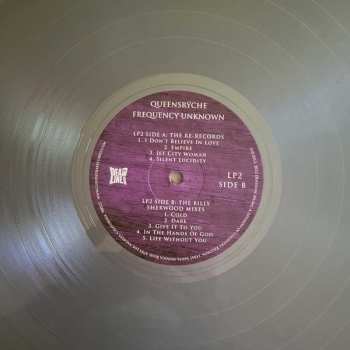 QUEENSRŸCHE
FREQUENCY UNKNOWN
LP2 SIDE A: THE RE-RECORDS
1. I DON'T BELIEVE IN LOVE
2. EMPIRE
3. JET CITY WOMAN
4. SILENT LUCIDITY
DEAD LINE
LP2
SIDE B
LP2 SIDE B: THE BILLY
SHERWOOD MIXES
1. COLD
2. DARE
3. GIVE IT TO YOU
4. IN THE HANDS OF GOD
5. LIFE WITHOUT YOU